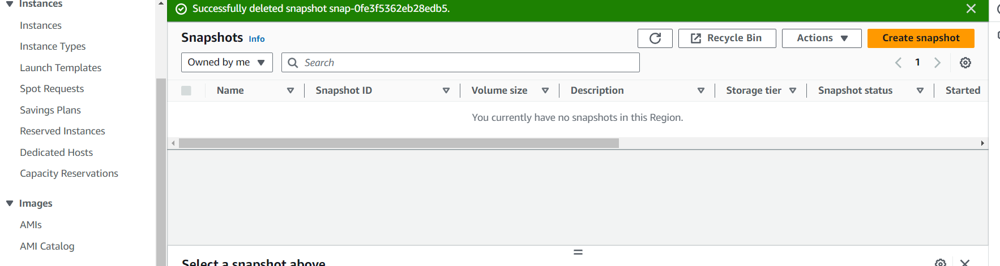 Instances
Instances
Instance Types
Launch Templates
Spot Requests
Savings Plans
Reserved Instances
Dedicated Hosts
Capacity Reservations
Images
AMIs
AMI Catalog
Successfully deleted snapshot snap-0fe3f5362eb28edb5.
Snapshots Info
Recycle Bin
Actions
Create snapshot
Owned by me
Search
1
Name Snapshot ID Volume size Description Storage tier Snapshot status Started
You currently have no snapshots in this Region.
Select a snapshot above